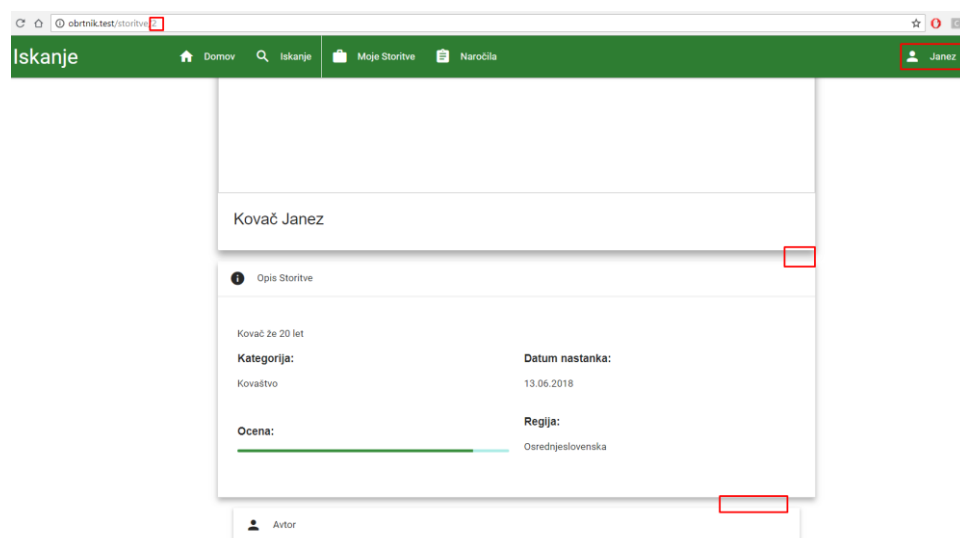 obrtnik.test/storitve/2
Iskanje
Domov
Iskanje
Moje Storitve
Naročila
Janez
Kovač Janez
Opis Storitve
Kovač že 20 let
Kategorija:
Datum nastanka:
Kovaštvo
13.06.2018
Regija:
Ocena:
Osrednjeslovenska
Avtor